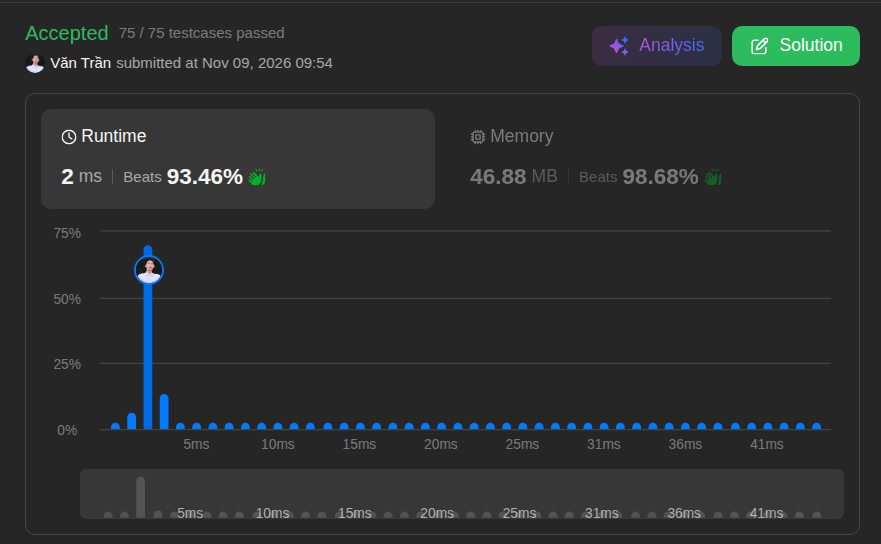 Accepted 75 / 75 testcases passed
Văn Trần submitted at Nov 09, 2026 09:54
Analysis
Solution
Runtime
2 ms Beats 93.46%
Memory
46.88 MB Beats 98.68%
75%
50%
25%
0%
5ms 10ms 15ms 20ms 25ms 31ms 36ms 41ms
5ms 10ms 15ms 20ms 25ms 31ms 36ms 41ms